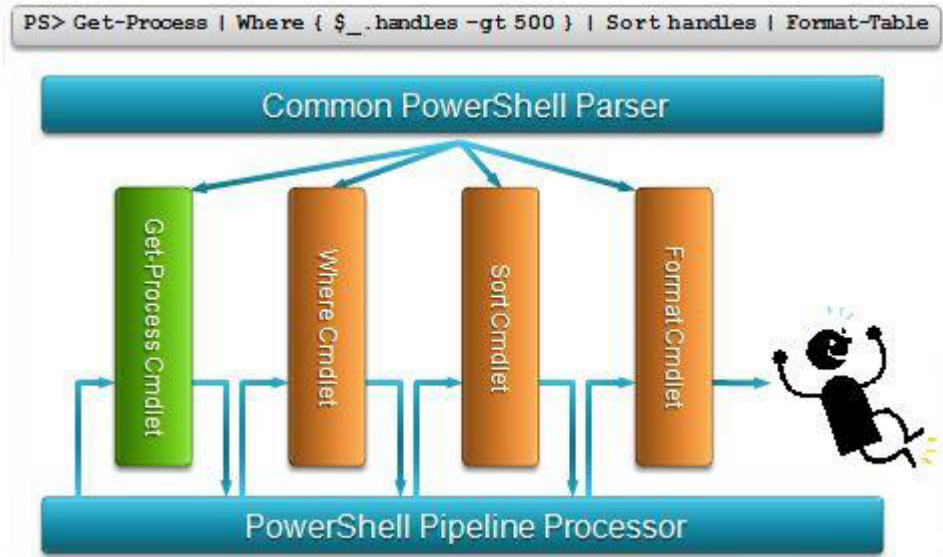 PS> Get-Process | Where { $_.handles -gt 500 } | Sort handles | Format-Table
Common PowerShell Parser
Get-Process Cmdlet
Where Cmdlet
Sort Cmdlet
Format Cmdlet
PowerShell Pipeline Processor